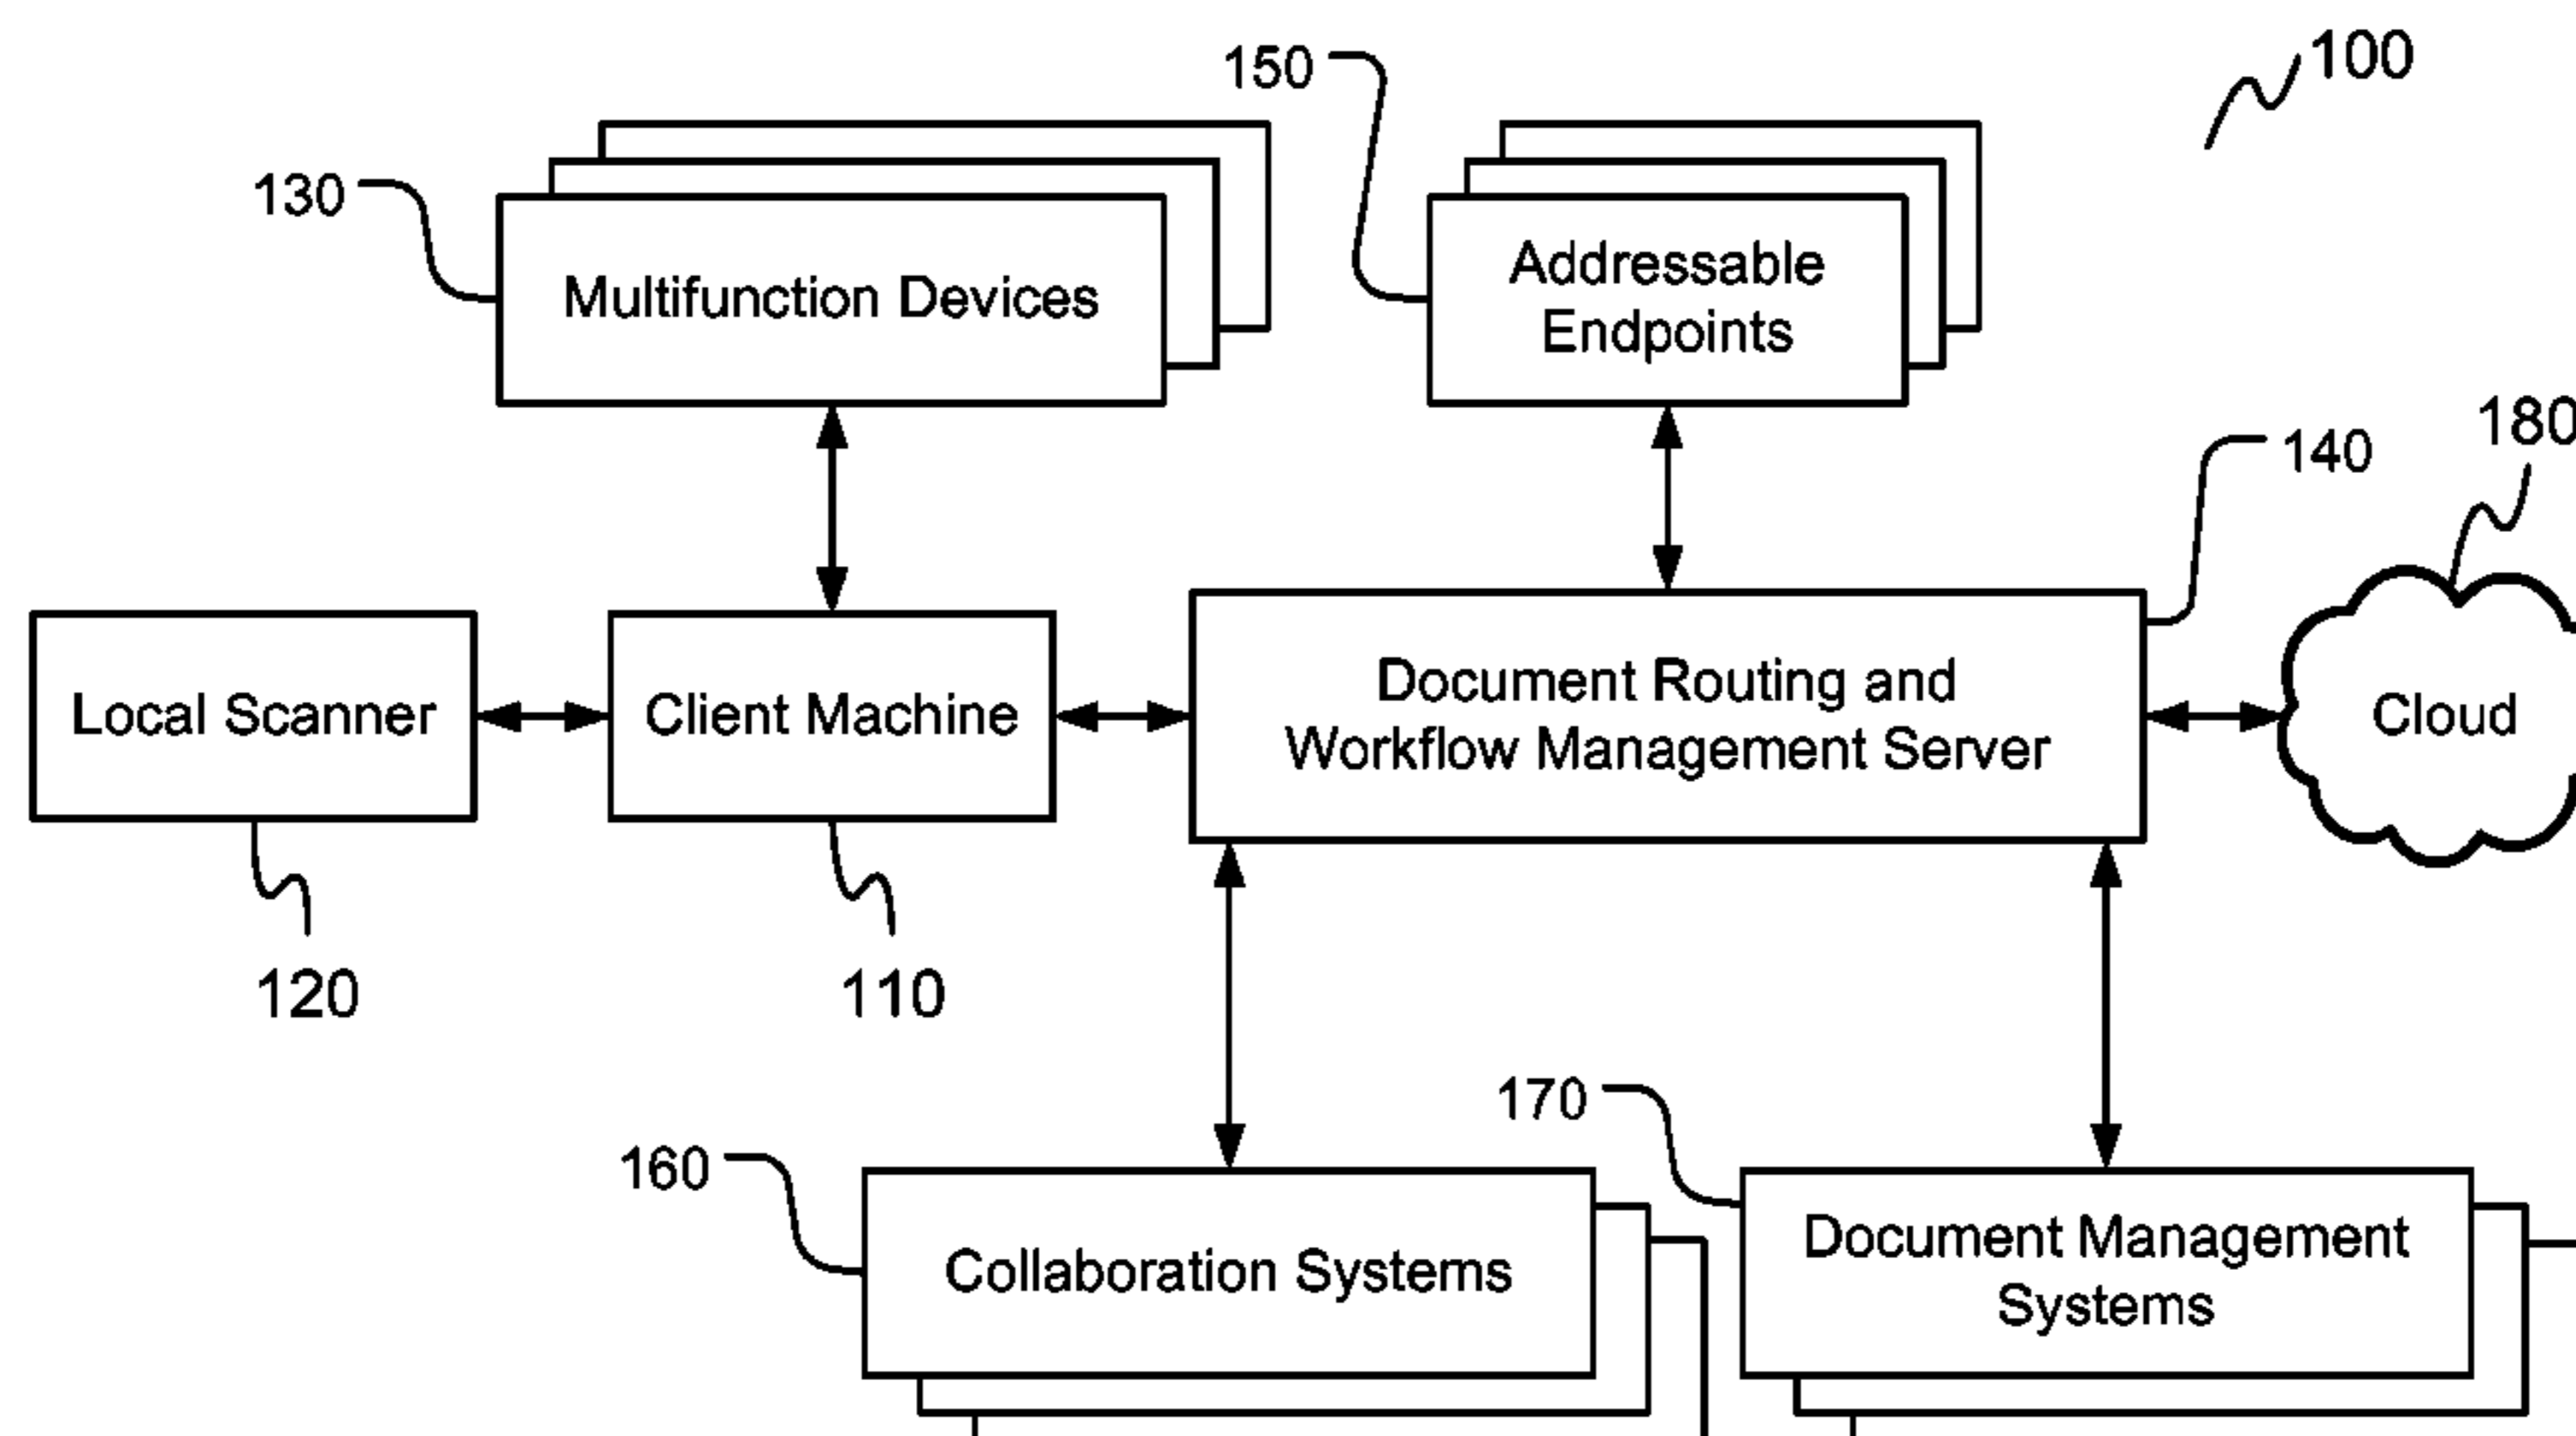 100
150
130
Multifunction Devices
Addressable
Endpoints
180
140
Local Scanner
Client Machine
Document Routing and
Workflow Management Server
Cloud
120
110
170
160
Collaboration Systems
Document Management
Systems